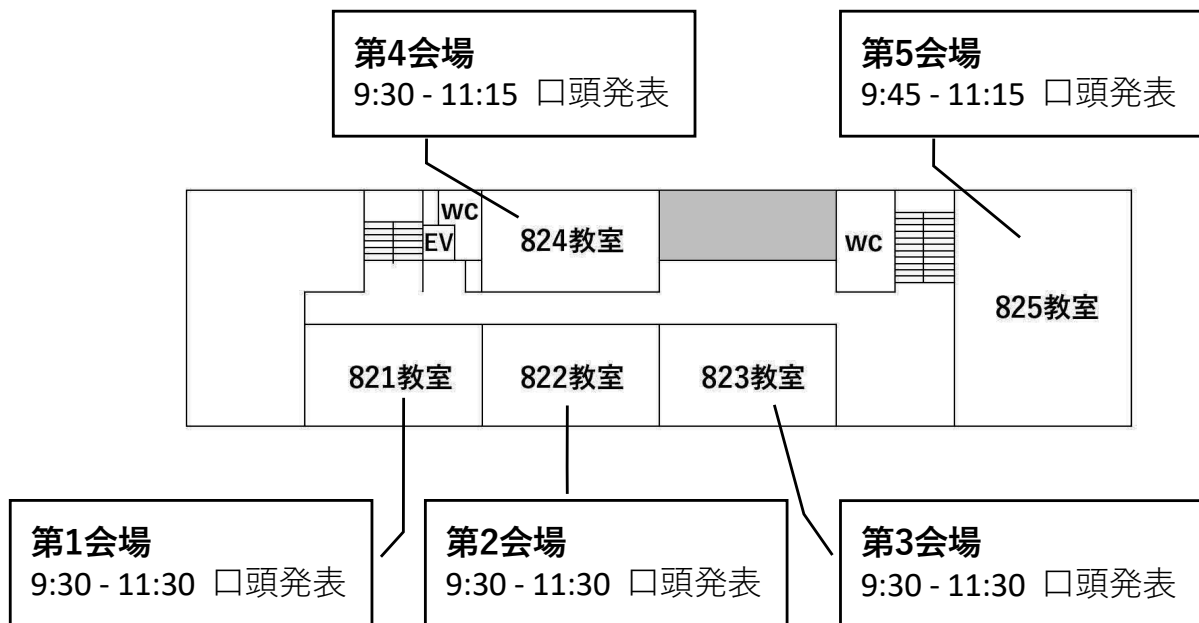 第4会場
9:30 - 11:15 口頭発表
第5会場
9:45 - 11:15 口頭発表
WC
EV
824教室
WC
825教室
821教室
822教室
823教室
第1会場
9:30 - 11:30 口頭発表
第2会場
9:30 - 11:30 口頭発表
第3会場
9:30 - 11:30 口頭発表